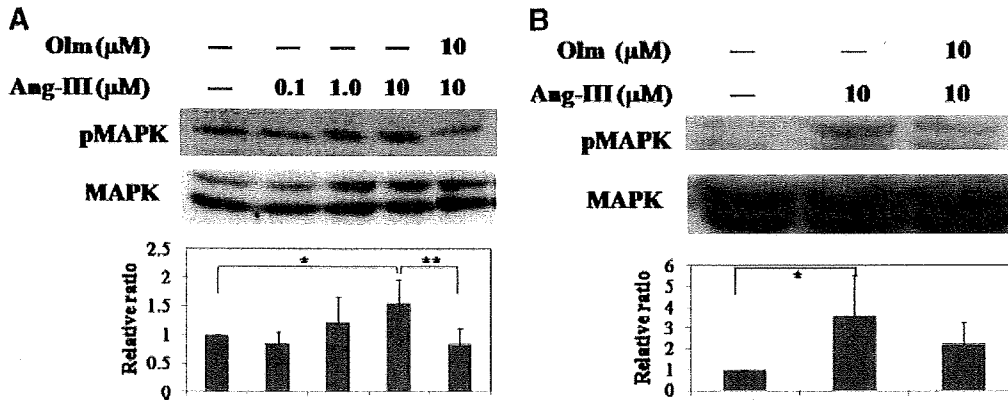 A
Olm (μM) — — — — 10
Ang-III (μM) — 0.1 1.0 10 10
pMAPK
MAPK
Relative ratio
2.5
2
1.5
1
0.5
0
* **
B
Olm (μM) — — 10
Ang-III (μM) — 10 10
pMAPK
MAPK
Relative ratio
6
5
4
3
2
1
0
*